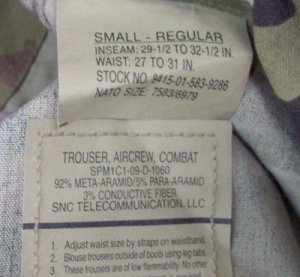 SMALL - REGULAR
INSEAM: 29-1/2 TO 32-1/2 IN.
WAIST: 27 TO 31 IN.
STOCK NO. 8415-01-583-9286
NATO SIZE: 7583/6979
TROUSER, AIRCREW, COMBAT
SPM1C1-09-D-1060
92% META-ARAMID/5% PARA-ARAMID
3% CONDUCTIVE FIBER
SNC TELECOMMUNICATION, LLC
1. Adjust waist size by straps on waistband.
2. Blouse trousers outside of boots using leg tabs.
3. These trousers are of low flammability. No other